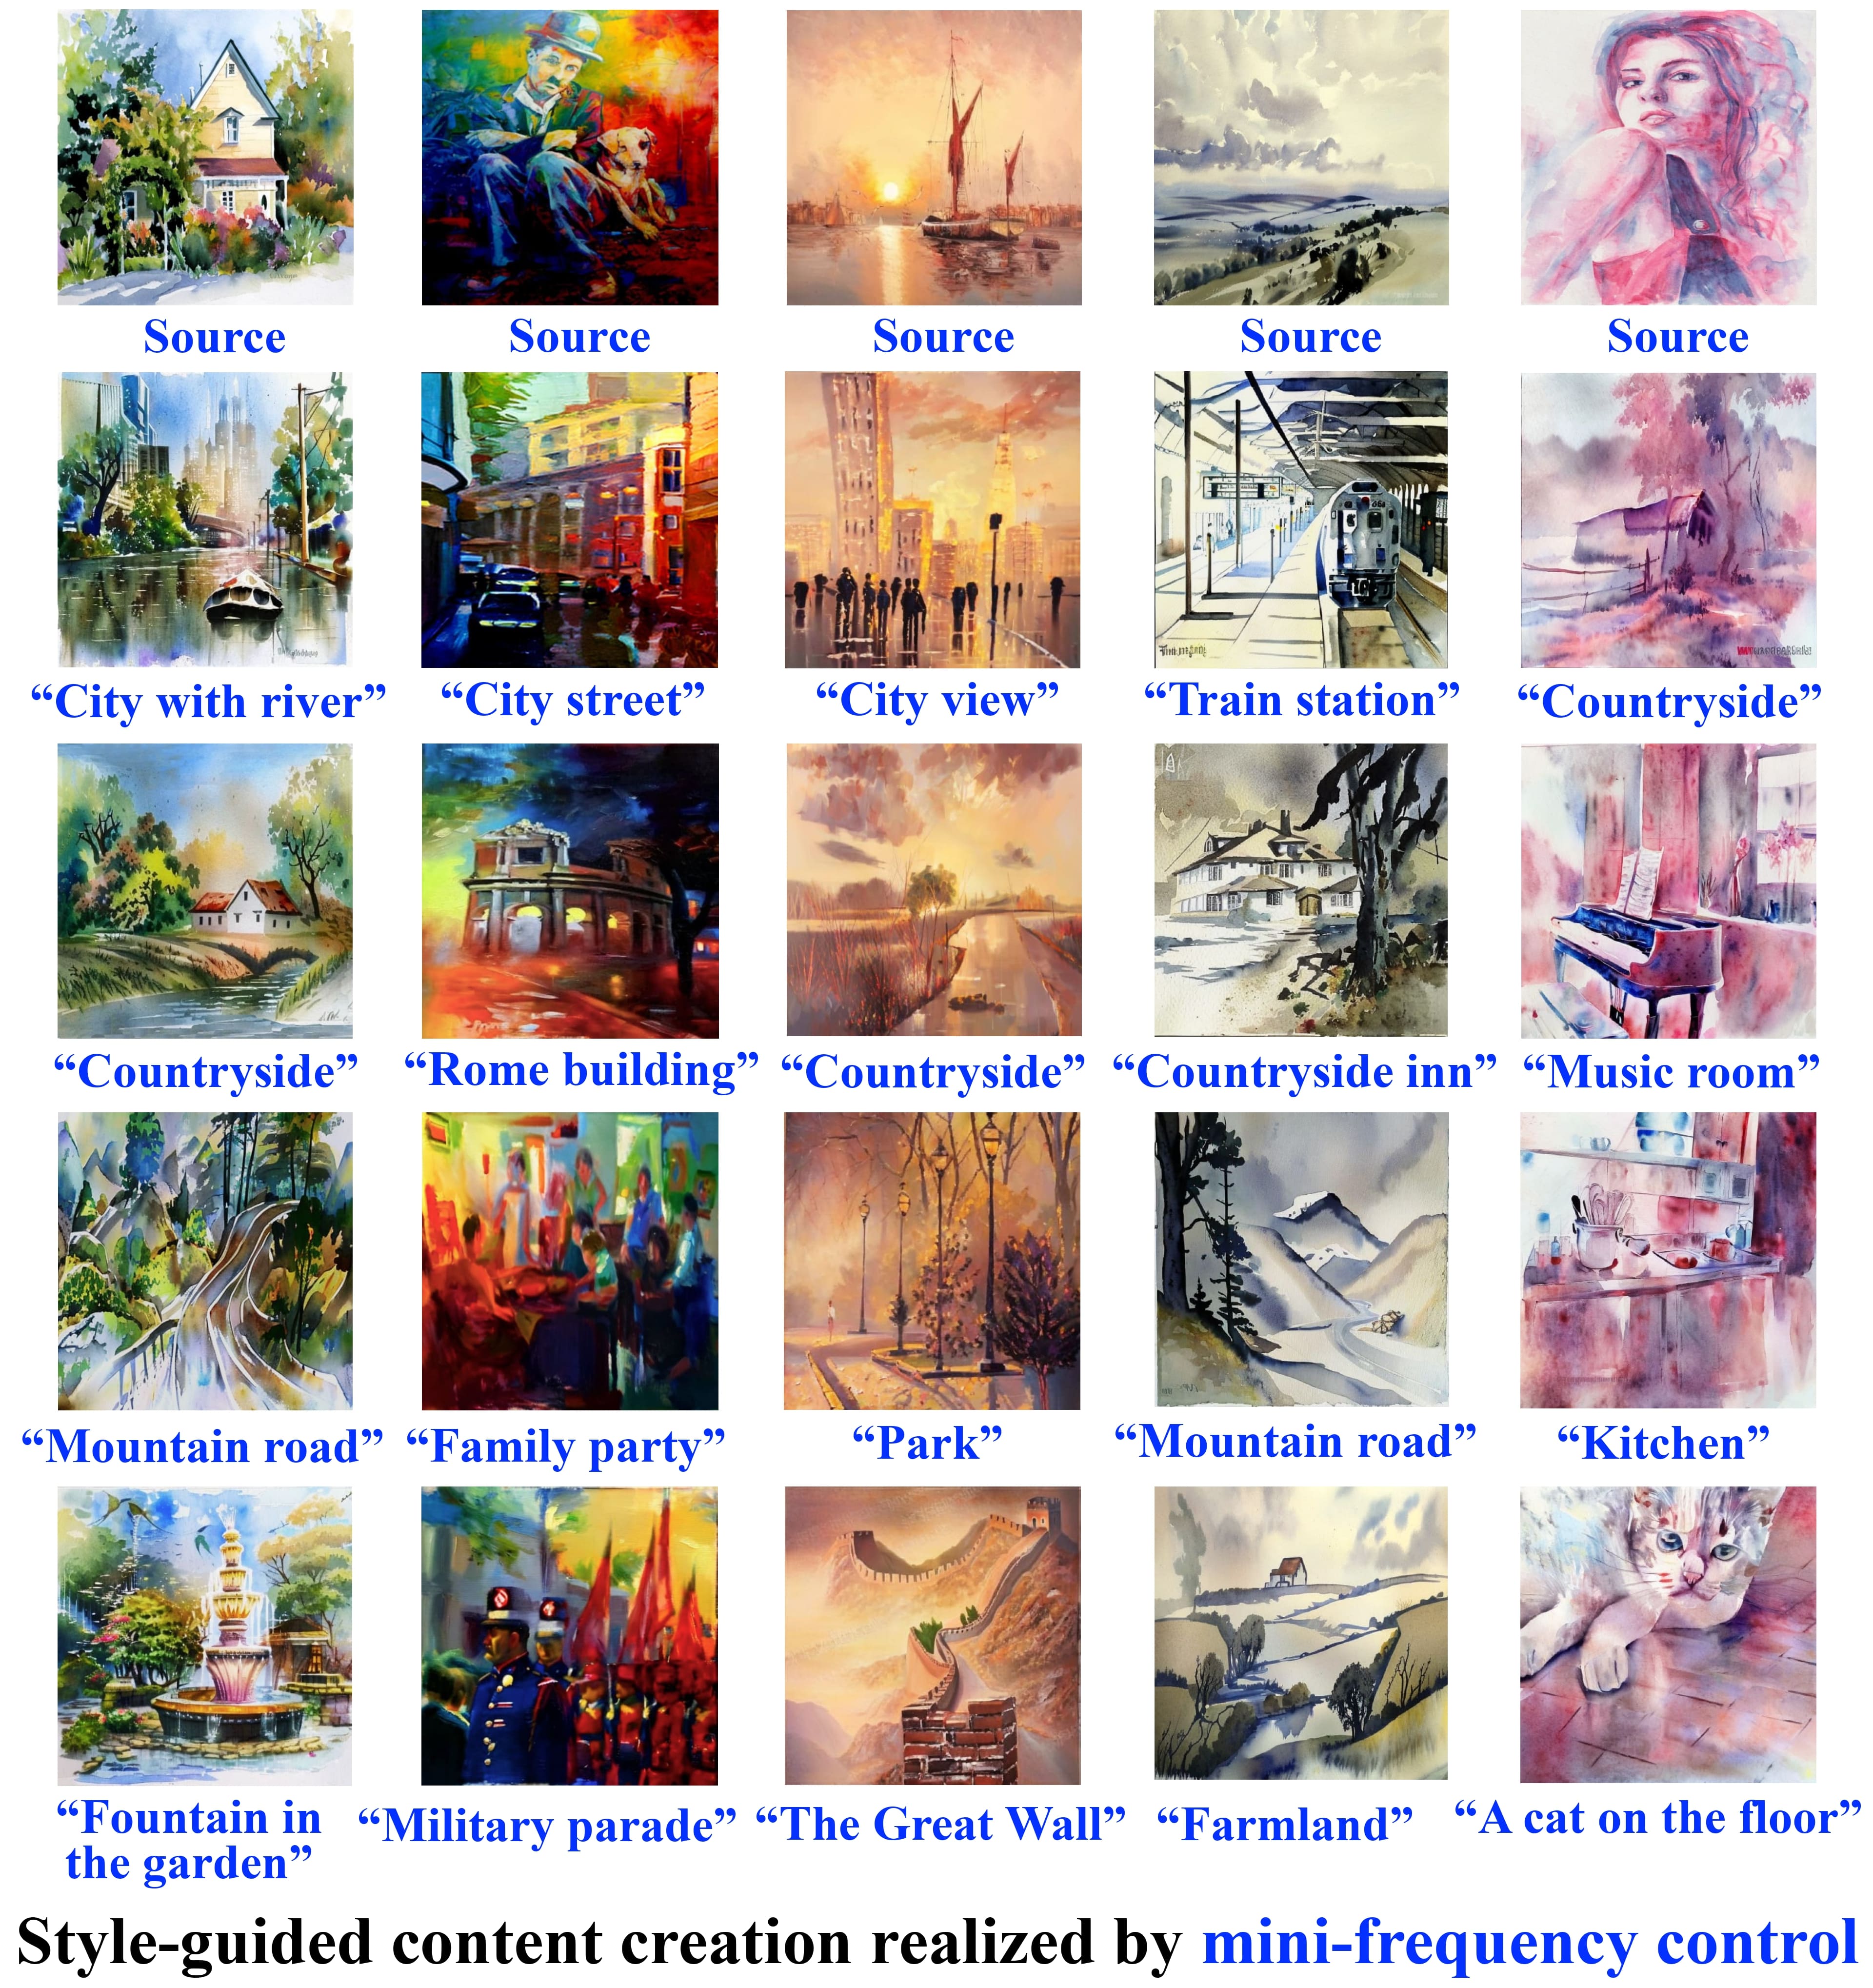 Source
Source
Source
Source
Source
“City with river”
“City street”
“City view”
“Train station”
“Countryside”
“Countryside”
“Rome building”
“Countryside”
“Countryside inn”
“Music room”
“Mountain road”
“Family party”
“Park”
“Mountain road”
“Kitchen”
“Fountain in
the garden”
“Military parade”
“The Great Wall”
“Farmland”
“A cat on the floor”
Style-guided content creation realized by mini-frequency control